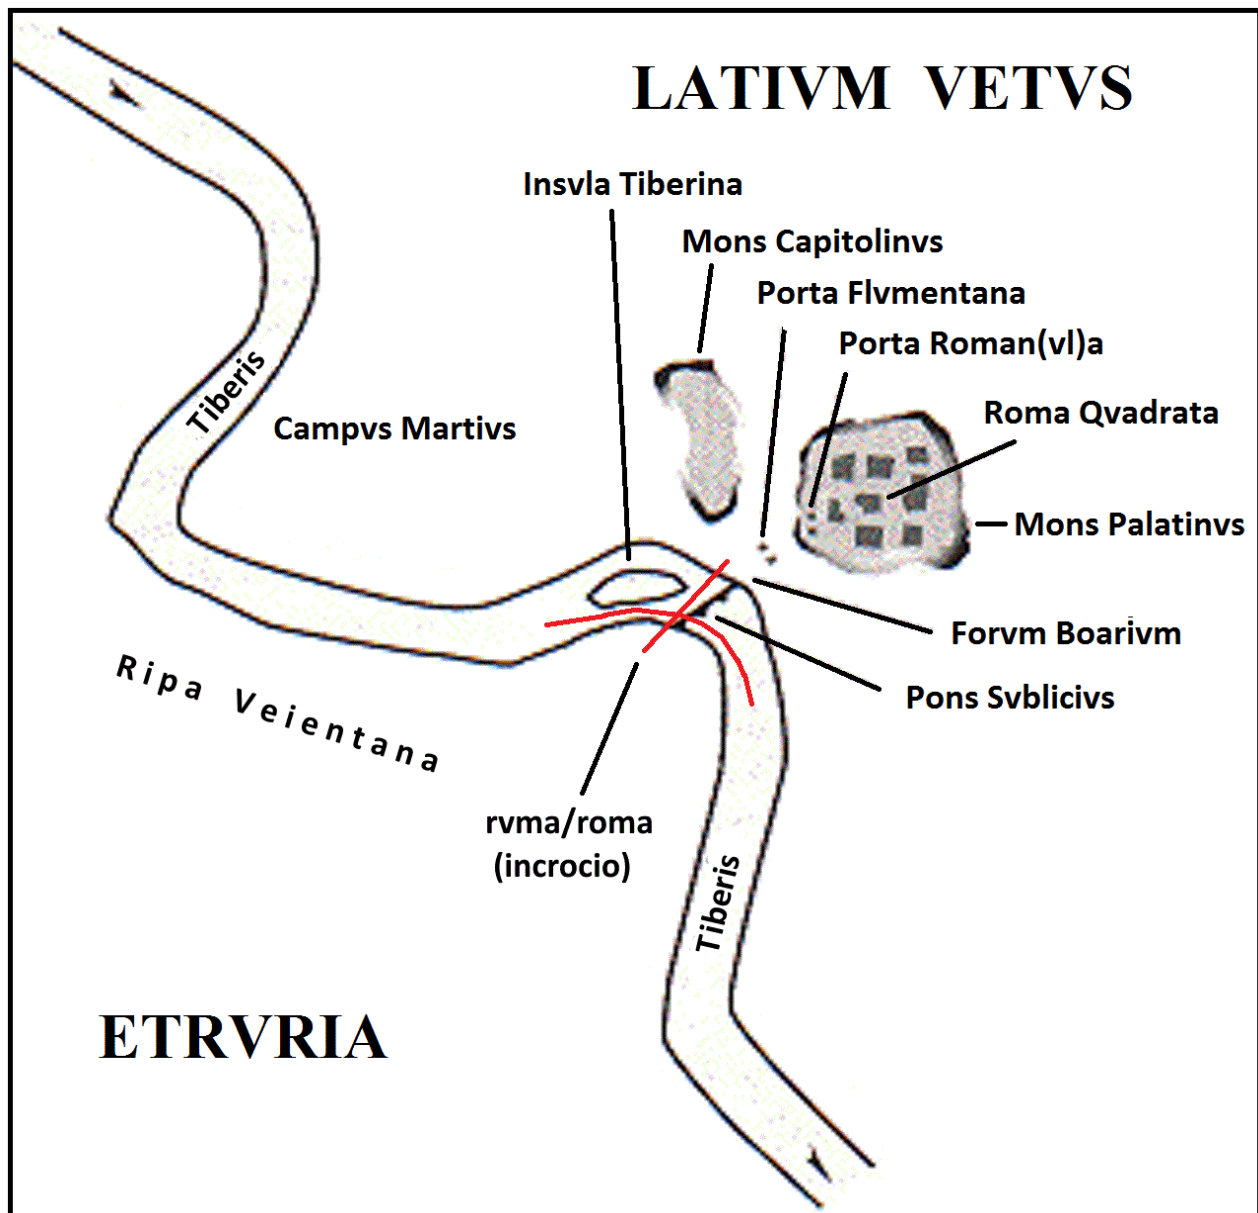 LATIVM VETVS
Insvla Tiberina
Mons Capitolinvs
Porta Flvmentana
Porta Roman(vl)a
Roma Qvadrata
Tiberis
Campvs Martivs
Mons Palatinvs
Forvm Boarivm
Ripa Veientana
Pons Svblicivs
rvma/roma
(incrocio)
Tiberis
ETRVRIA